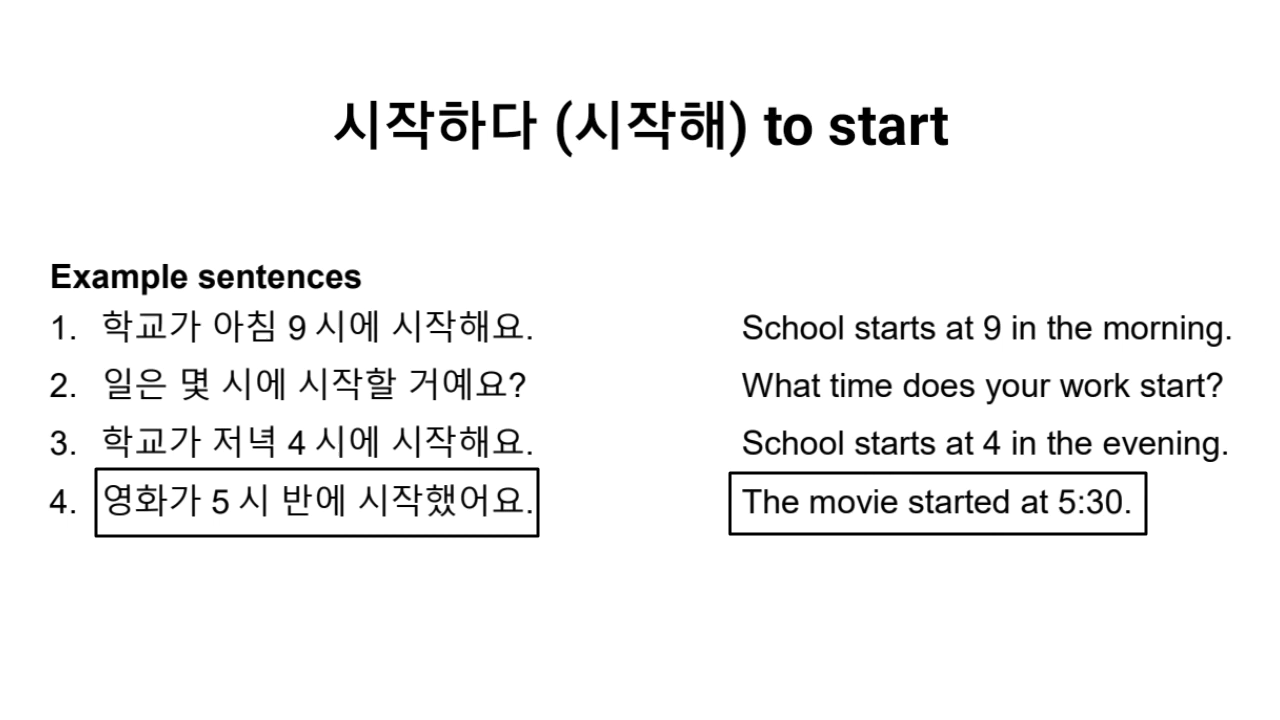 시작하다 (시작해) to start
Example sentences
1. 학교가 아침 9 시에 시작해요. School starts at 9 in the morning.
2. 일은 몇 시에 시작할 거예요? What time does your work start?
3. 학교가 저녁 4 시에 시작해요. School starts at 4 in the evening.
4. 영화가 5 시 반에 시작했어요. The movie started at 5:30.